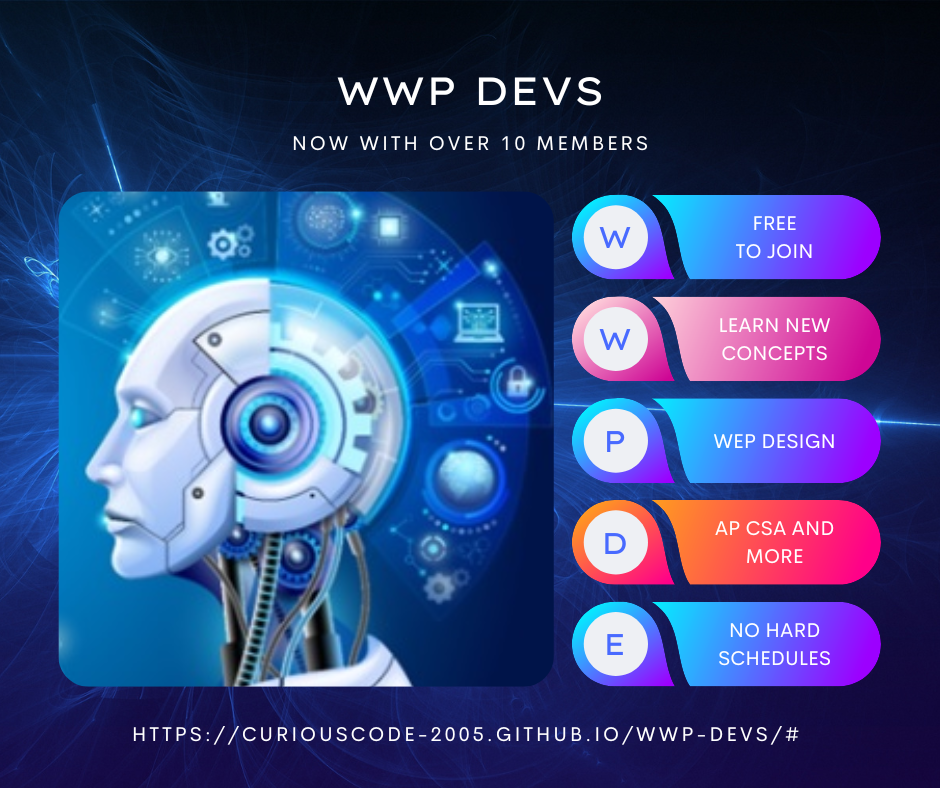 WWP DEVS
NOW WITH OVER 10 MEMBERS
W
FREE
TO JOIN
W
LEARN NEW
CONCEPTS
P
WEP DESIGN
D
AP CSA AND
MORE
E
NO HARD
SCHEDULES
HTTPS://CURIOUSCODE-2005.GITHUB.IO/WWP-DEVS/#